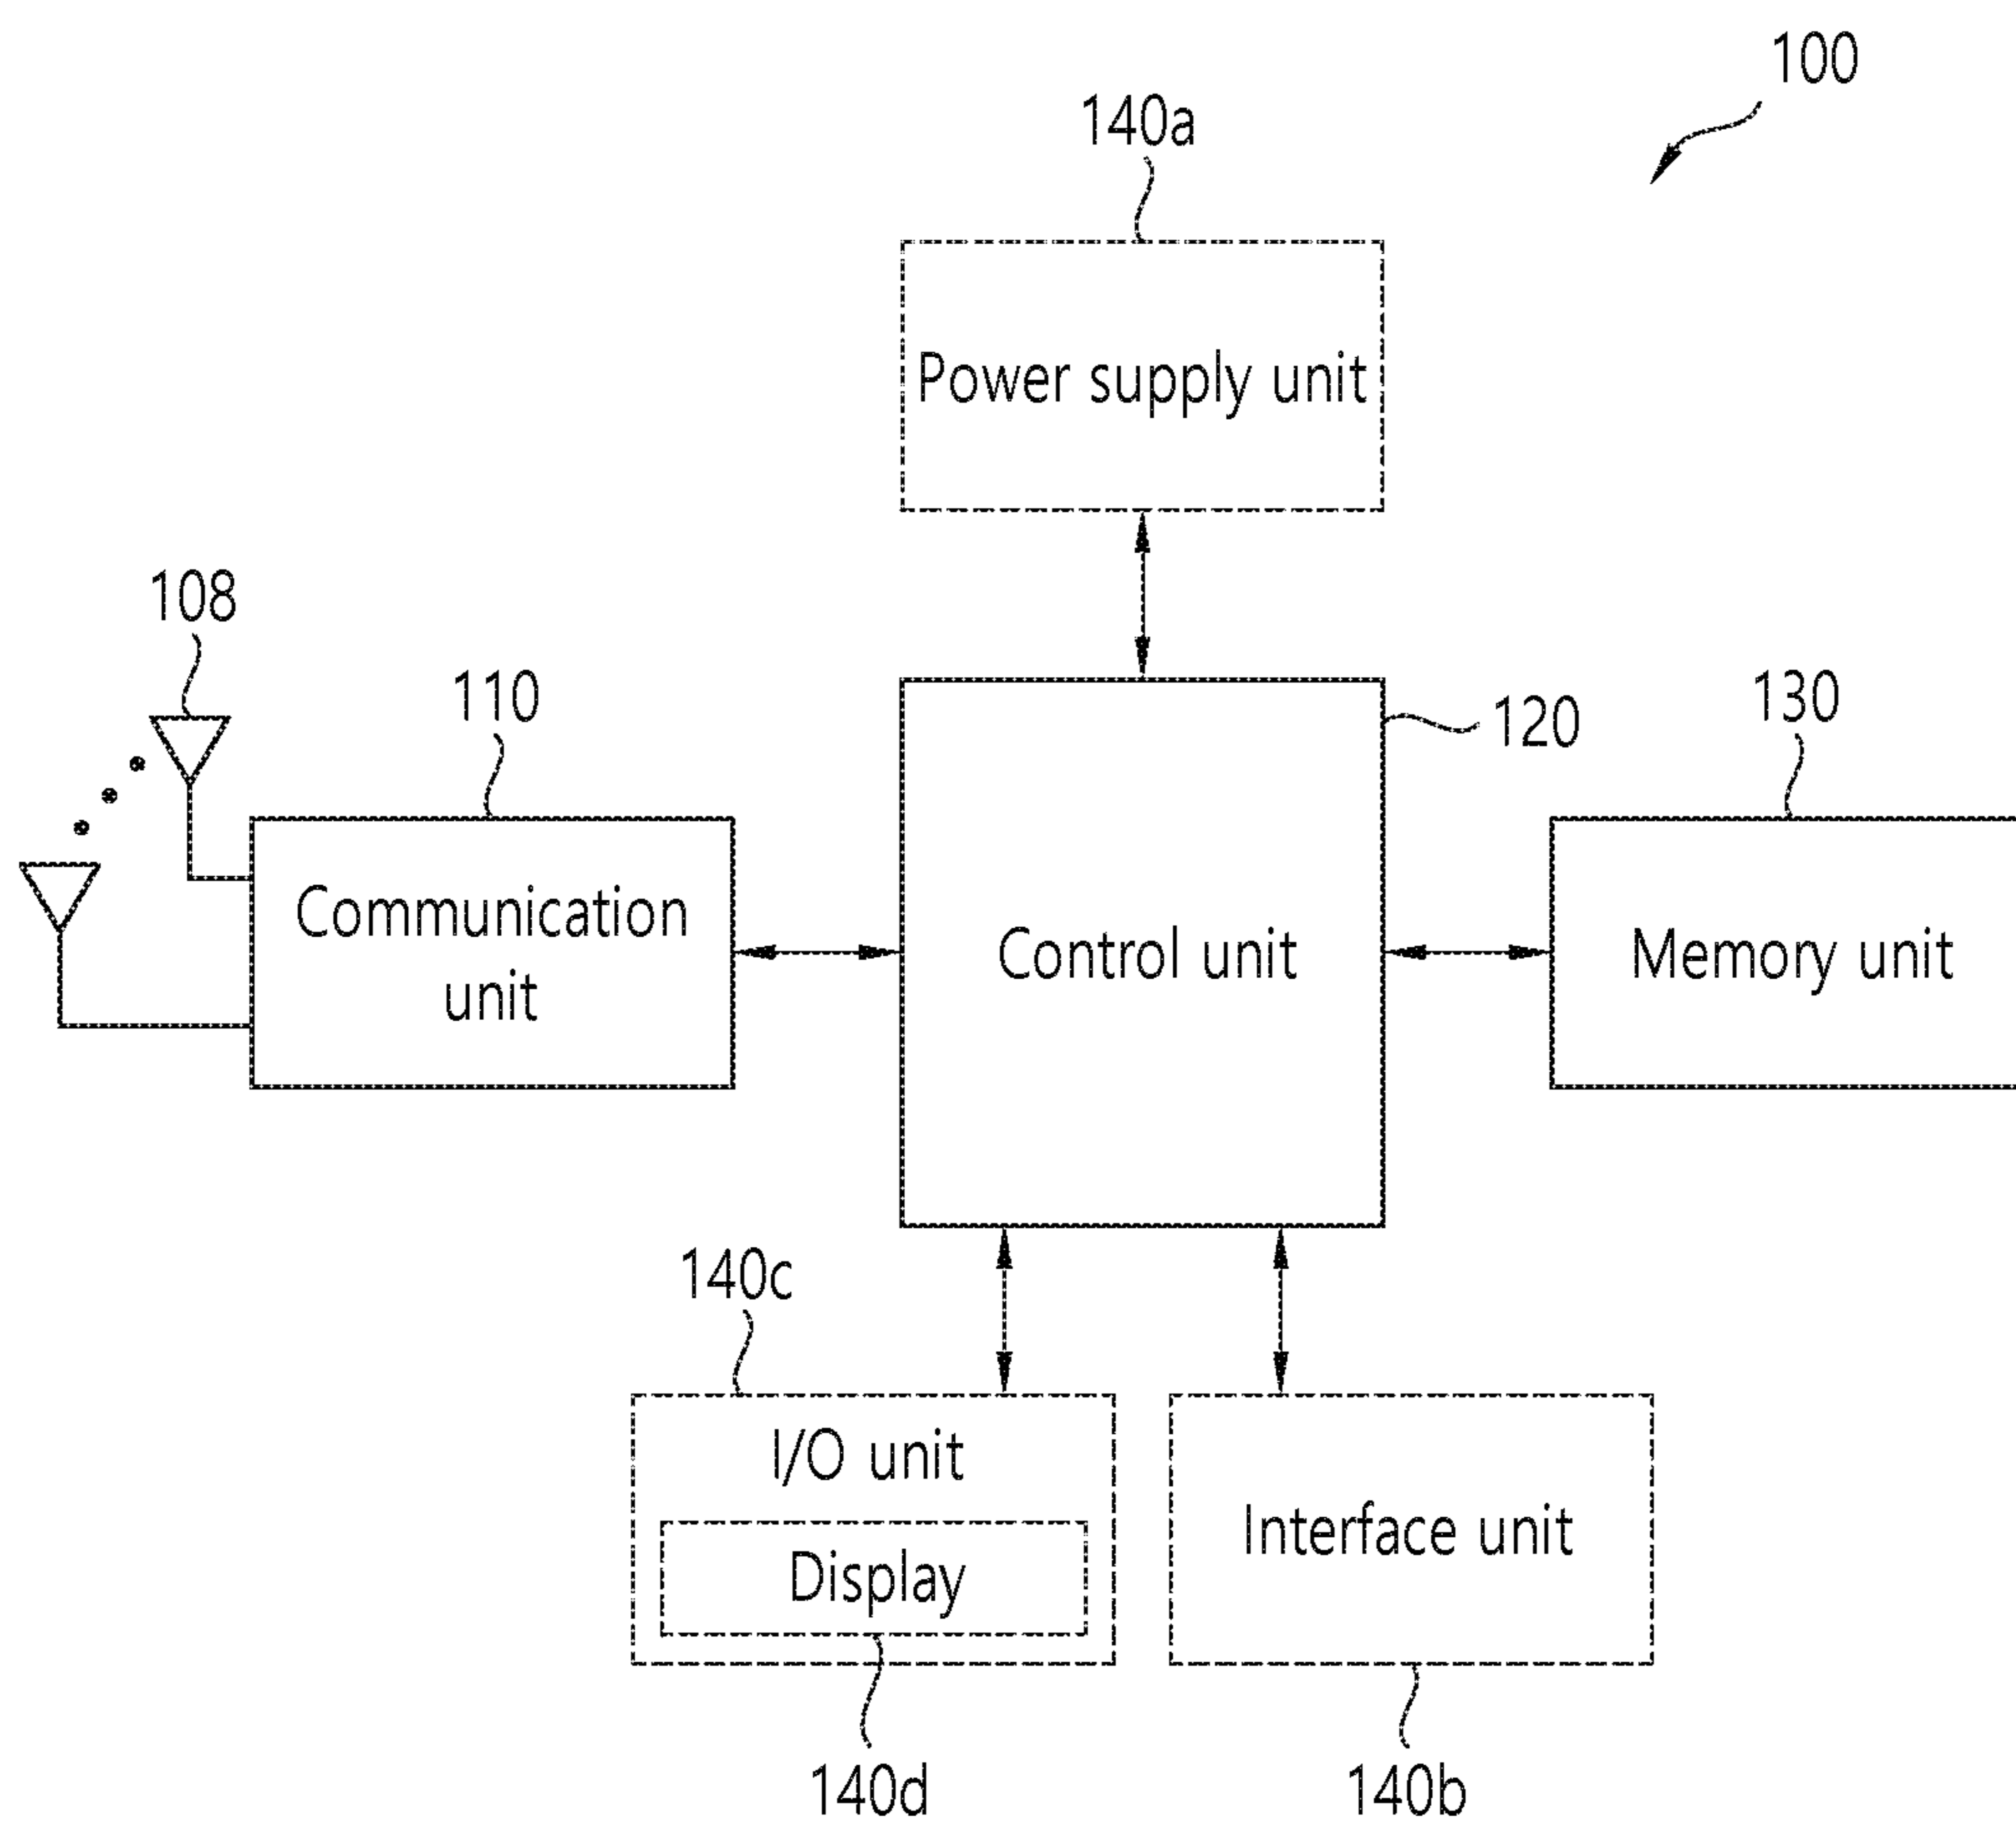 100
140a
Power supply unit
108
110
120
130
Communication
unit
Control unit
Memory unit
140c
I/O unit
Display
Interface unit
140d
140b